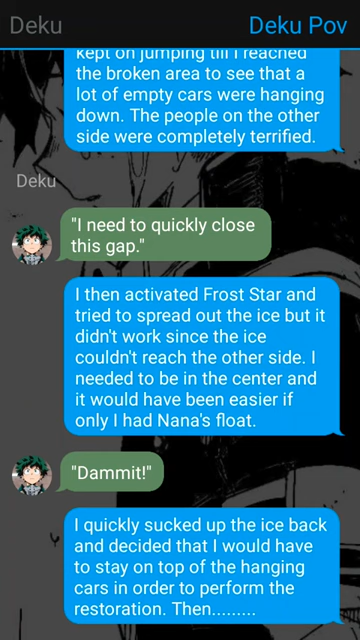 Deku
Deku Pov
kept on jumping till I reached
the broken area to see that a
lot of empty cars were hanging
down. The people on the other
side were completely terrified.
Deku
"I need to quickly close
this gap."
I then activated Frost Star and
tried to spread out the ice but it
didn't work since the ice
couldn't reach the other side. I
needed to be in the center and
it would have been easier if
only I had Nana's float.
"Dammit!"
I quickly sucked up the ice back
and decided that I would have
to stay on top of the hanging
cars in order to perform the
restoration. Then.........